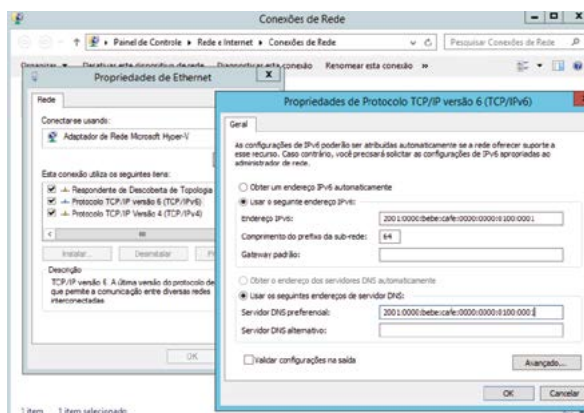 Conexões de Rede
Painel de Controle ▸ Rede e Internet ▸ Conexões de Rede
Pesquisar Conexões de Rede
Organizar Desativar este dispositivo de rede Diagnosticar esta conexão Renomear esta conexão »
Propriedades de Ethernet
Rede
Conectar-se usando:
Adaptador de Rede Microsoft Hyper-V
Esta conexão utiliza os seguintes itens:
Respondente de Descoberta de Topologia
Protocolo TCP/IP versão 6 (TCP/IPv6)
Protocolo TCP/IP Versão 4 (TCP/IPv4)
Instalar... Desinstalar
Descrição
TCP/IP versão 6. A última versão do protocolo de
que permite a comunicação entre diversas redes
interconectadas.
OK
Propriedades de Protocolo TCP/IP versão 6 (TCP/IPv6)
Geral
As configurações de IPv6 poderão ser atribuídas automaticamente se a rede oferecer suporte a
esse recurso. Caso contrário, você precisará solicitar as configurações de IPv6 apropriadas ao
administrador de rede.
Obter um endereço IPv6 automaticamente
Usar o seguinte endereço IPv6:
Endereço IPv6: 2001:0000:bebe:cafe:0000:0000:0100:0001
Comprimento do prefixo da sub-rede: 64
Gateway padrão:
Obter o endereço dos servidores DNS automaticamente
Usar os seguintes endereços de servidor DNS:
Servidor DNS preferencial: 2001:0000:bebe:cafe:0000:0000:0100:0001
Servidor DNS alternativo:
Validar configurações na saída
Avançado...
OK Cancelar
1 item 1 item selecionado